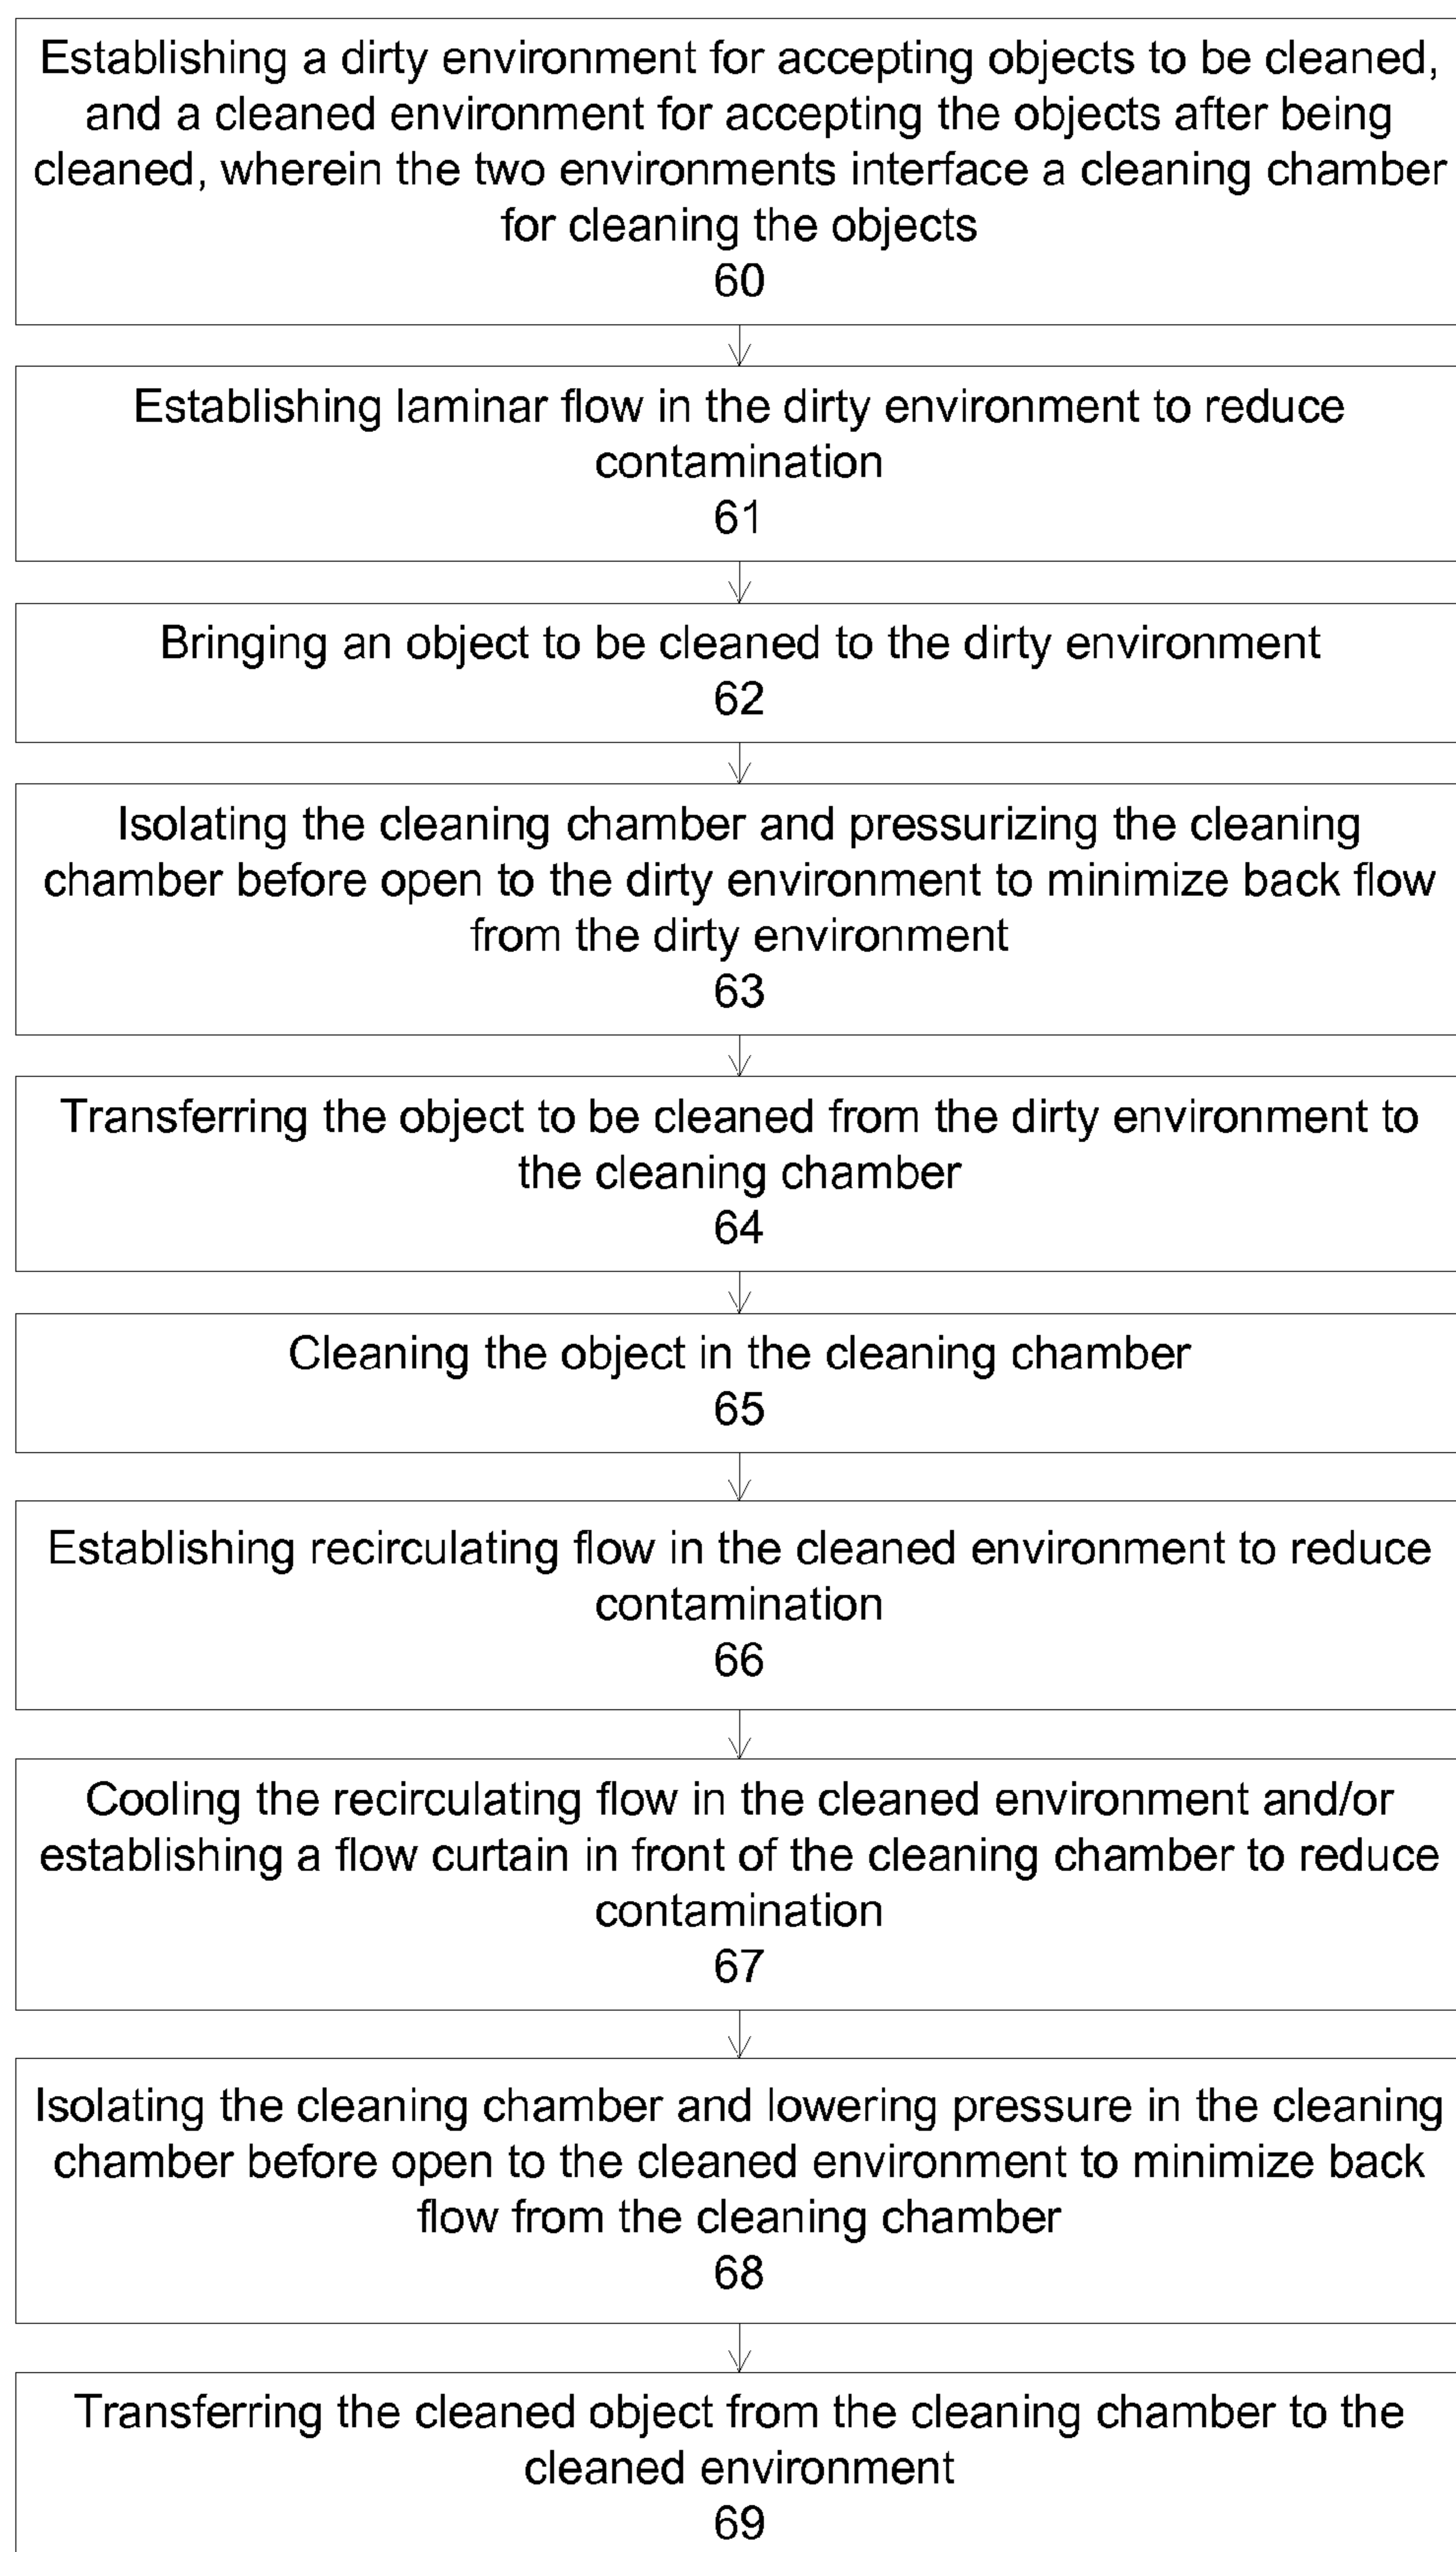 Establishing a dirty environment for accepting objects to be cleaned,
and a cleaned environment for accepting the objects after being
cleaned, wherein the two environments interface a cleaning chamber
for cleaning the objects
60
Establishing laminar flow in the dirty environment to reduce
contamination
61
Bringing an object to be cleaned to the dirty environment
62
Isolating the cleaning chamber and pressurizing the cleaning
chamber before open to the dirty environment to minimize back flow
from the dirty environment
63
Transferring the object to be cleaned from the dirty environment to
the cleaning chamber
64
Cleaning the object in the cleaning chamber
65
Establishing recirculating flow in the cleaned environment to reduce
contamination
66
Cooling the recirculating flow in the cleaned environment and/or
establishing a flow curtain in front of the cleaning chamber to reduce
contamination
67
Isolating the cleaning chamber and lowering pressure in the cleaning
chamber before open to the cleaned environment to minimize back
flow from the cleaning chamber
68
Transferring the cleaned object from the cleaning chamber to the
cleaned environment
69